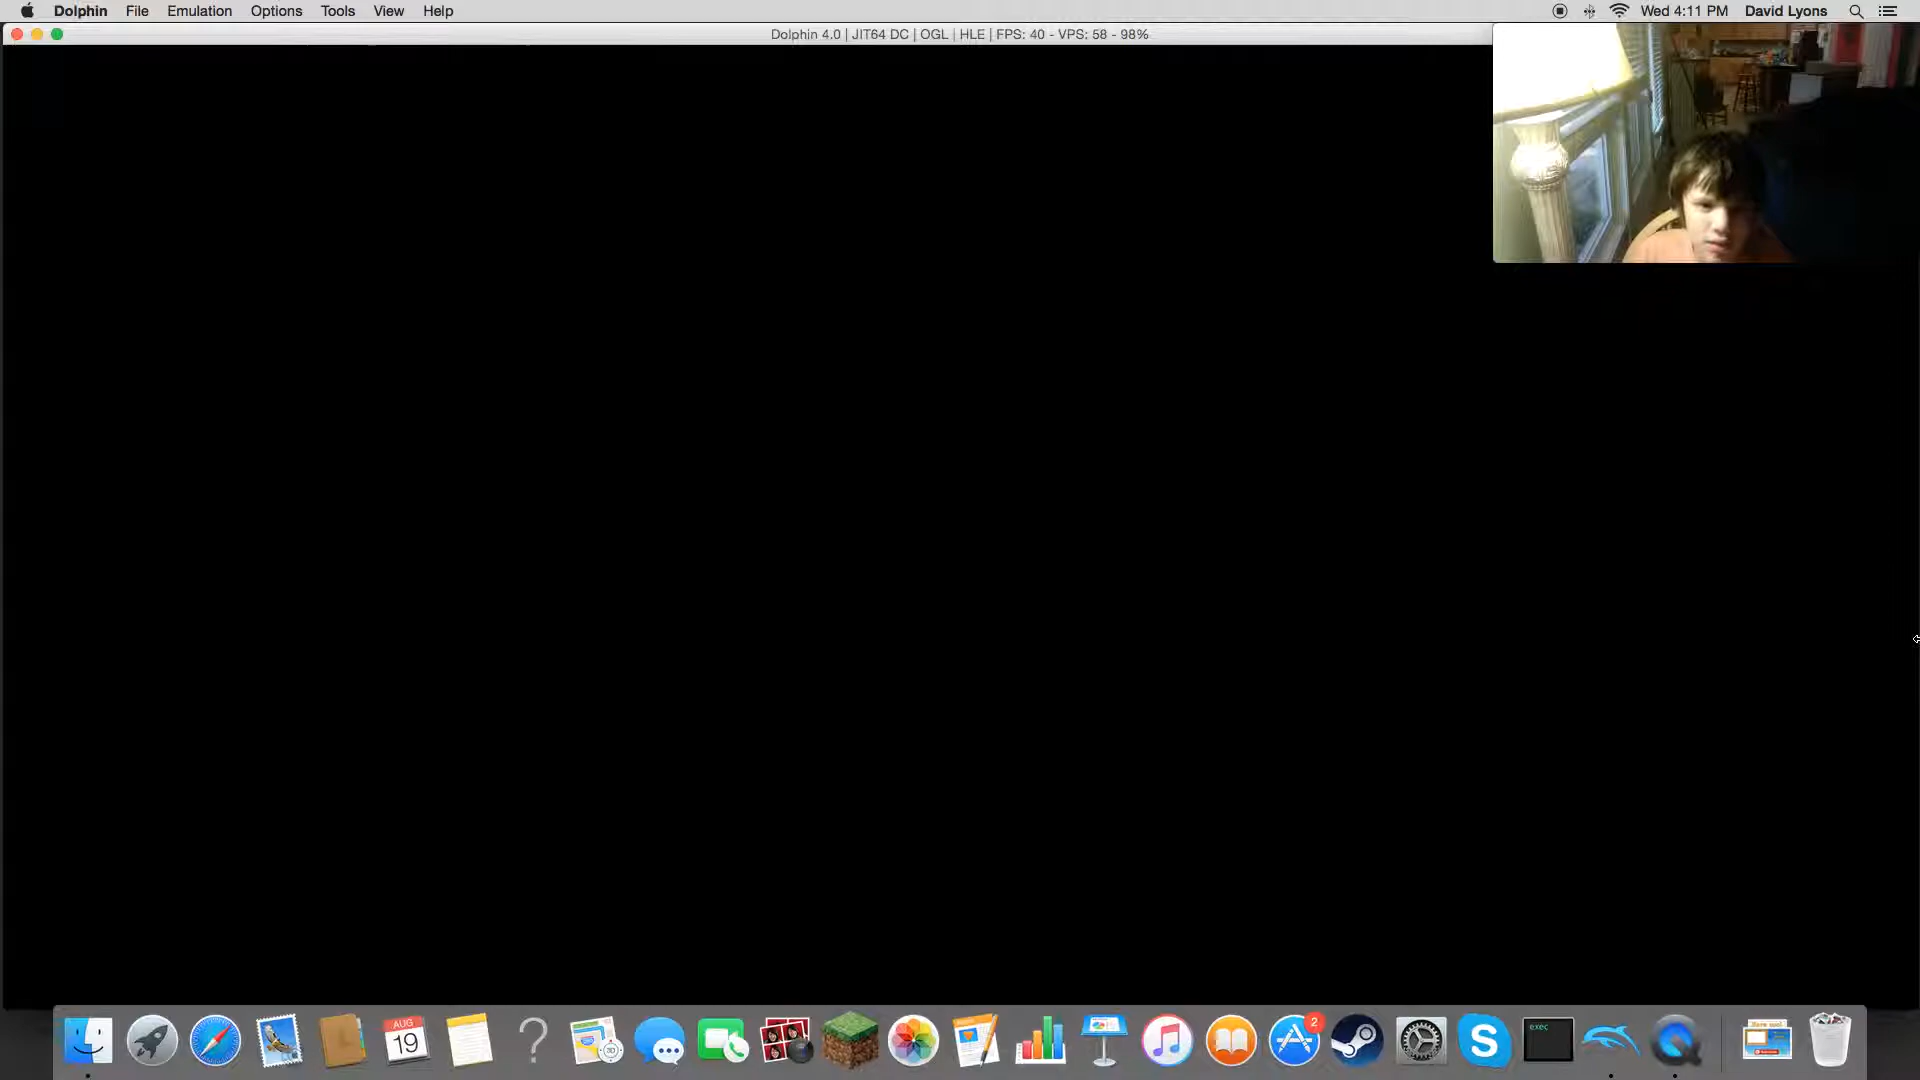 Dolphin File Emulation Options Tools View Help Wed 4:11 PM David Lyons
Dolphin 4.0 | JIT64 DC | OGL | HLE | FPS: 40 - VPS: 58 - 98%
AUG
19
2
exec